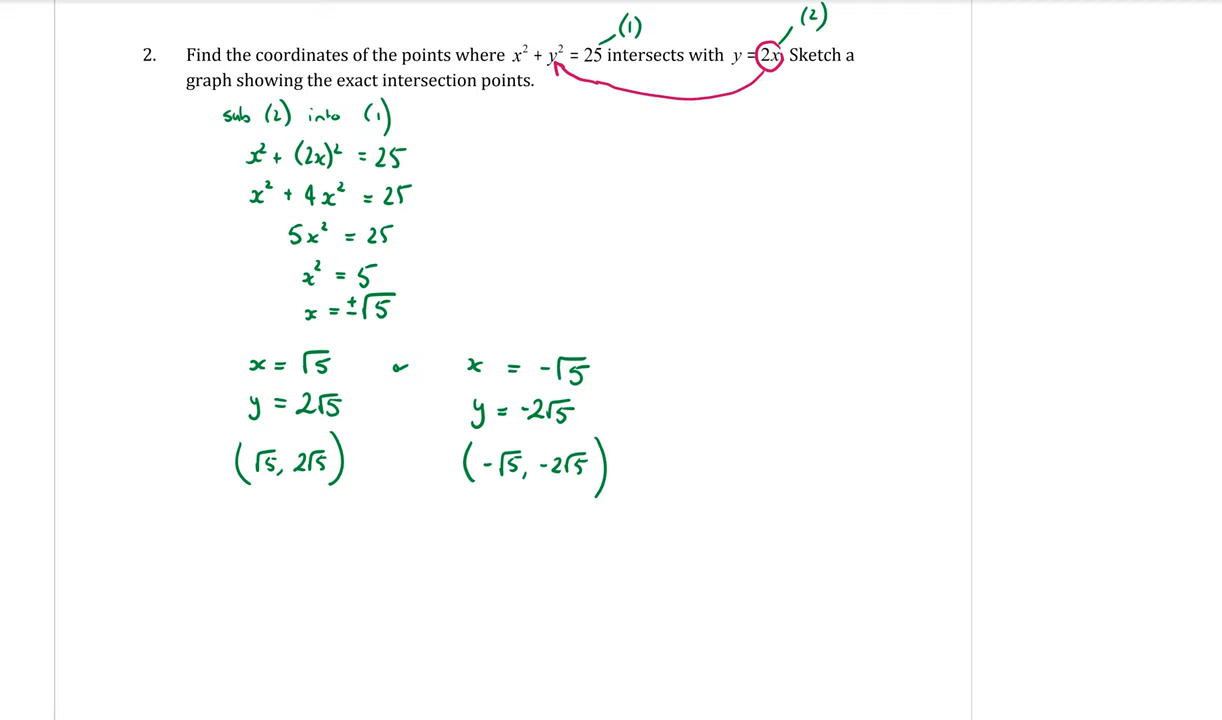 (1) (2)
2. Find the coordinates of the points where x² + y² = 25 intersects with y = 2x. Sketch a
graph showing the exact intersection points.
sub (2) into (1)
x² + (2x)² = 25
x² + 4x² = 25
5x² = 25
x² = 5
x = ±√5
x = √5 or x = -√5
y = 2√5 y = -2√5
(√5, 2√5) (-√5, -2√5)